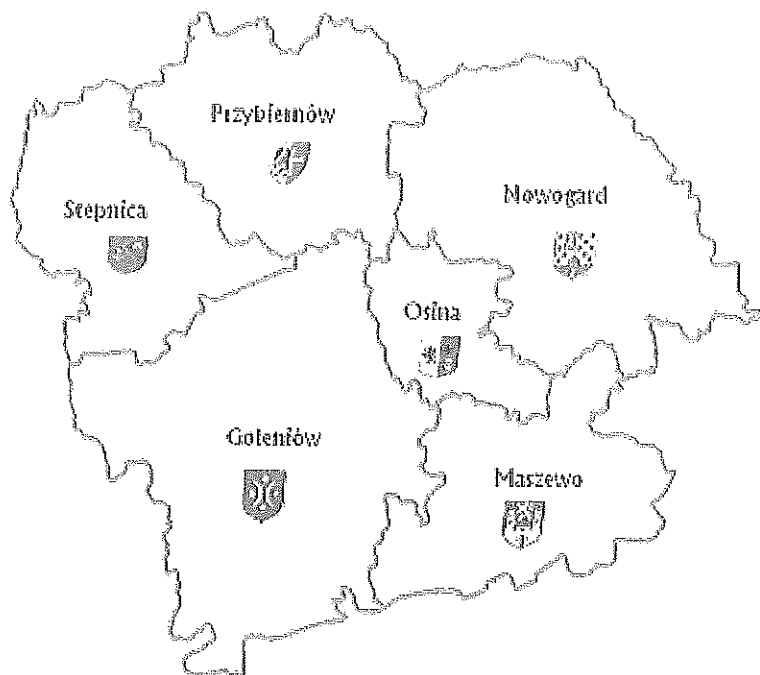 Przybiernów
Stepnica
Nowogard
Osina
Goleniów
Maszewo